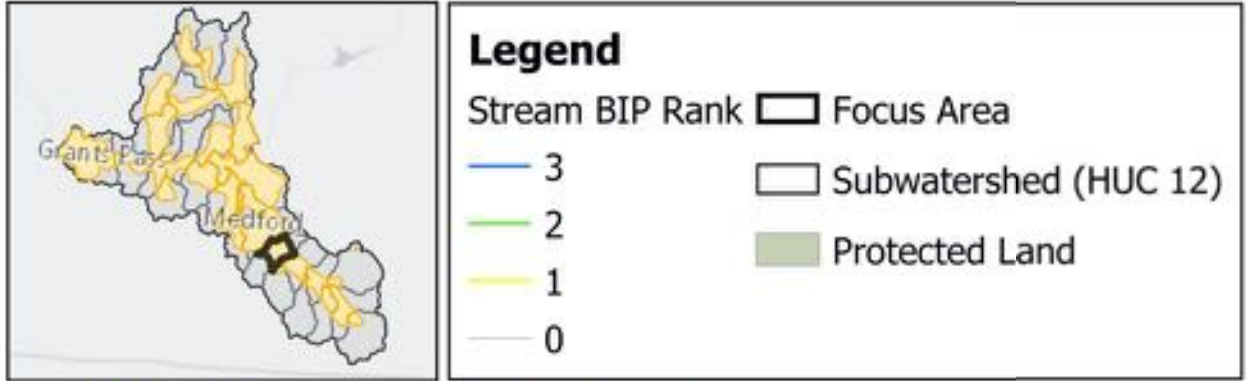 Grants Pass
Medford
Legend
Stream BIP Rank
3
2
1
0
Focus Area
Subwatershed (HUC 12)
Protected Land